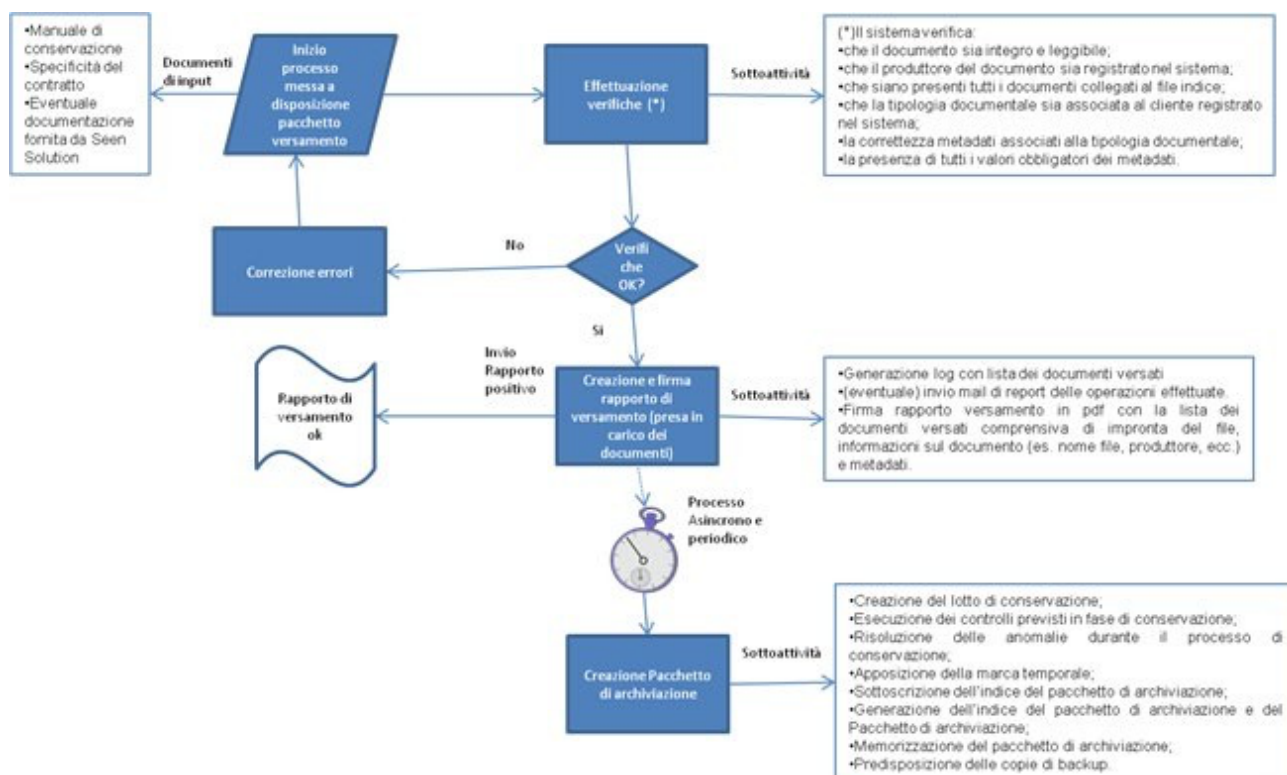 •Manuale di
conservazione
•Specificità del
contratto
•Eventuale
documentazione
fornita da Seen
Solution
Documenti
di input
Inizio
processo
messa a
disposizione
pacchetto
versamento
Effettuazione
verifiche (*)
Sottoattività
(*)Il sistema verifica:
•che il documento sia integro e leggibile;
•che il produttore del documento sia registrato nel sistema;
•che siano presenti tutti i documenti collegati al file indice;
•che la tipologia documentale sia associata al cliente registrato
nel sistema;
•la correttezza metadati associati alla tipologia documentale;
•la presenza di tutti i valori obbligatori dei metadati.
Correzione errori
No
Verifi
che
OK?
Si
Rapporto di
versamento
ok
Invio
Rapporto
positivo
Creazione e firma
rapporto di
versamento (presa in
carico dei
documenti)
Sottoattività
•Generazione log con lista dei documenti versati
•(eventuale) invio mail di report delle operazioni effettuate.
•Firma rapporto versamento in pdf con la lista dei
documenti versati comprensiva di impronta del file,
informazioni sul documento (es. nome file, produttore, ecc.)
e metadati.
Processo
Asincrono e
periodico
Creazione Pacchetto
di archiviazione
Sottoattività
•Creazione del lotto di conservazione;
•Esecuzione dei controlli previsti in fase di conservazione;
•Risoluzione delle anomalie durante il processo di
conservazione;
•Apposizione della marca temporale;
•Sottoscrizione dell'indice del pacchetto di archiviazione;
•Generazione dell'indice del pacchetto di archiviazione e del
Pacchetto di archiviazione;
•Memorizzazione del pacchetto di archiviazione;
•Predisposizione delle copie di backup.